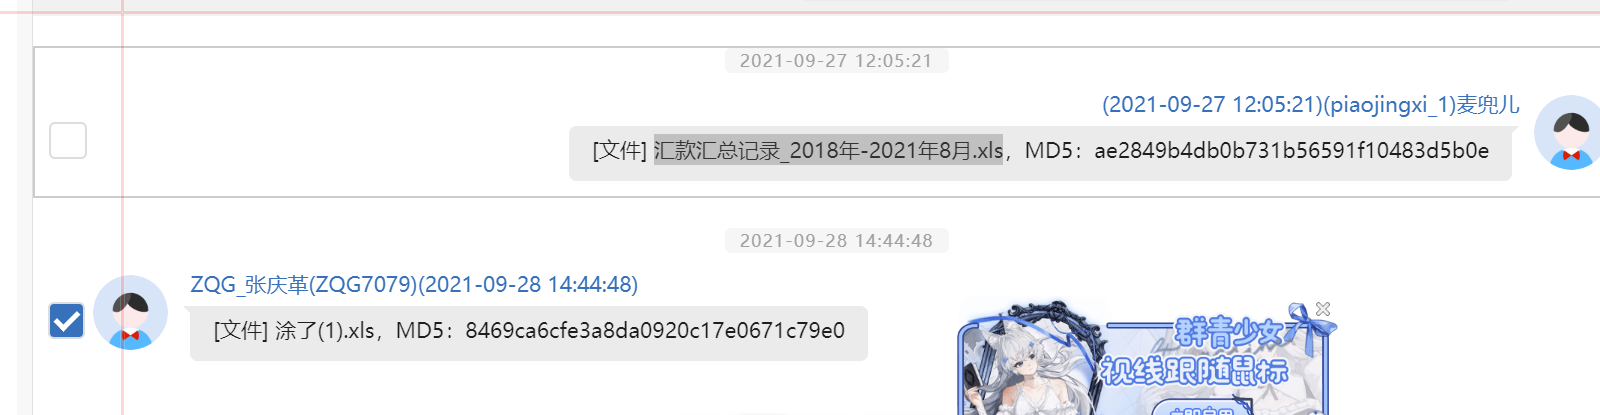 2021-09-27 12:05:21
(2021-09-27 12:05:21)(piaojingxi_1)麦兜儿
[文件] 汇款汇总记录_2018年-2021年8月.xls，MD5：ae2849b4db0b731b56591f10483d5b0e
2021-09-28 14:44:48
ZQG_张庆革(ZQG7079)(2021-09-28 14:44:48)
[文件] 涂了(1).xls，MD5：8469ca6cfe3a8da0920c17e0671c79e0
群青少女
视线跟随鼠标